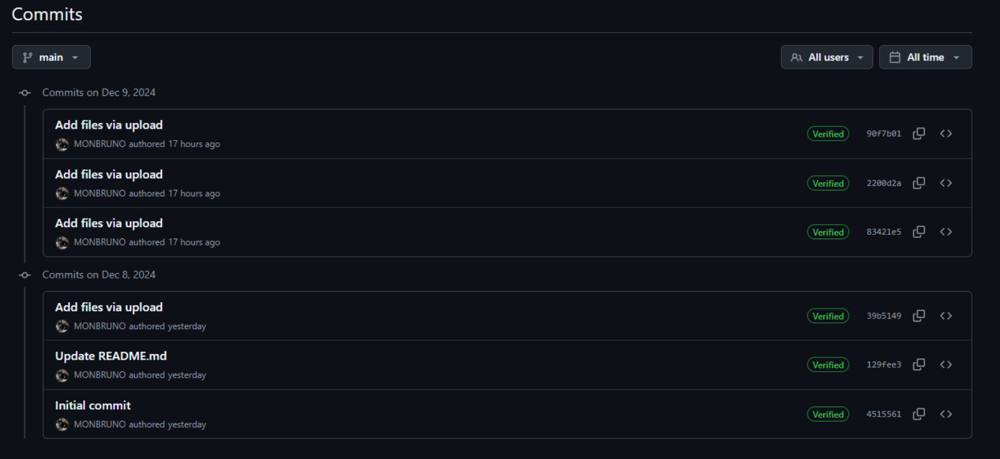 Commits
main
All users
All time
Commits on Dec 9, 2024
Add files via upload
Verified
90f7b01
MONBRUNO authored 17 hours ago
Add files via upload
Verified
2200d2a
MONBRUNO authored 17 hours ago
Add files via upload
Verified
83421e5
MONBRUNO authored 17 hours ago
Commits on Dec 8, 2024
Add files via upload
Verified
39b5149
MONBRUNO authored yesterday
Update README.md
Verified
129fee3
MONBRUNO authored yesterday
Initial commit
Verified
4515561
MONBRUNO authored yesterday